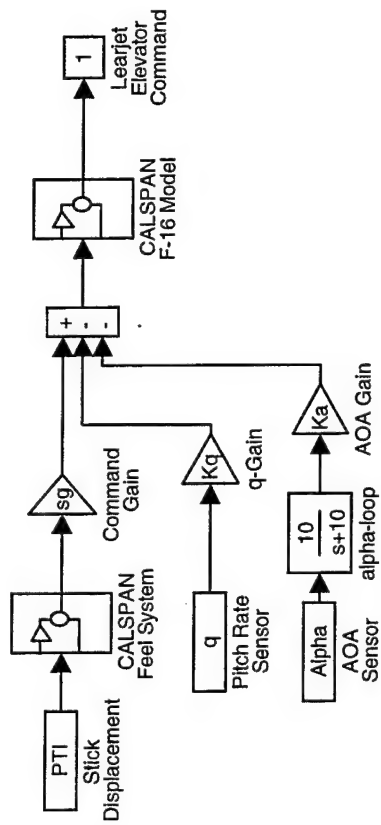 PTI
Stick
Displacement
CALSPAN
Feel System
sg
Command
Gain
q
Pitch Rate
Sensor
Kq
q-Gain
Alpha
AOA
Sensor
10
s+10
alpha-loop
Ka
AOA Gain
+
-
-
CALSPAN
F-16 Model
1
Learjet
Elevator
Command